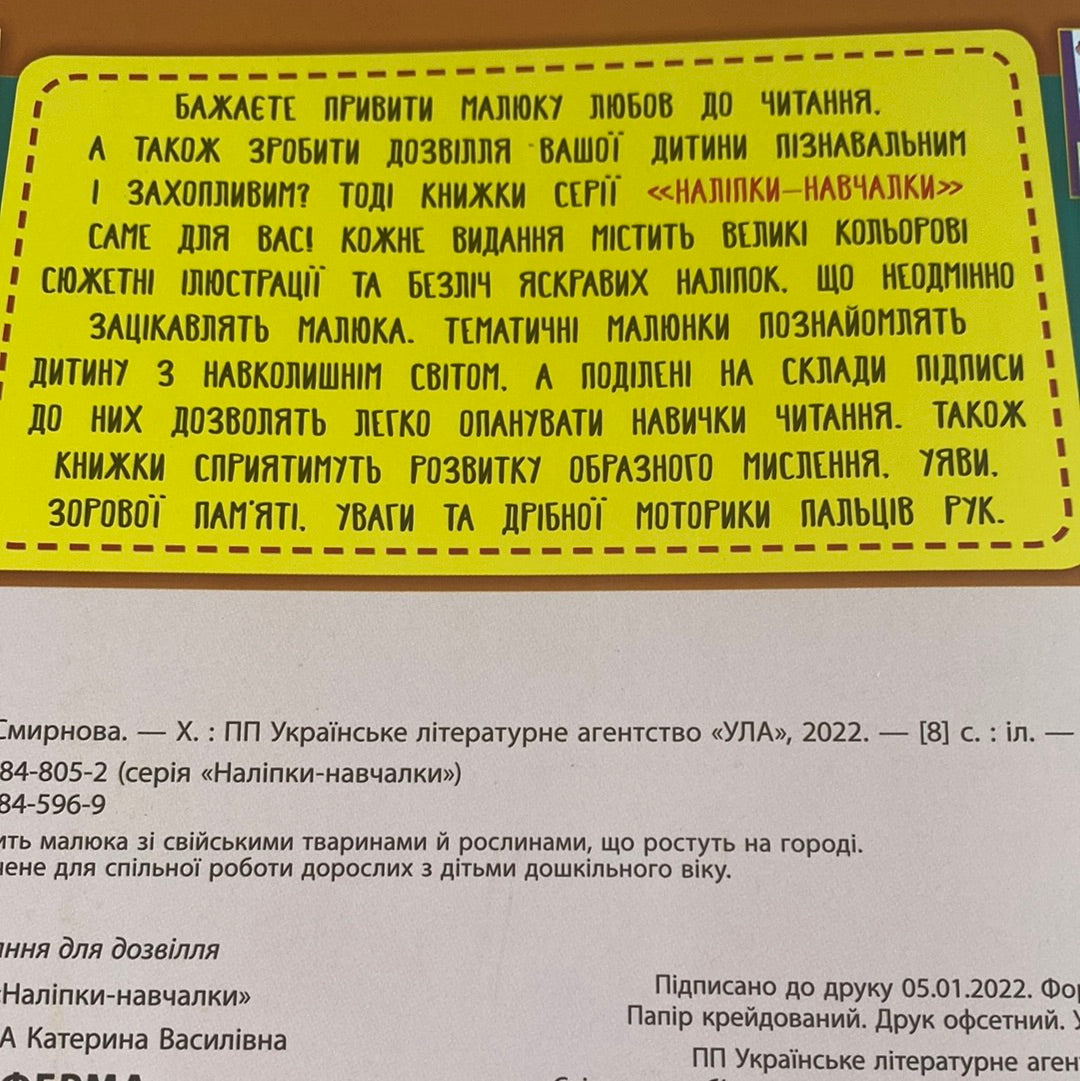 БАЖАЄТЕ ПРИВИТИ МАЛЮКУ ЛЮБОВ ДО ЧИТАННЯ,
А ТАКОЖ ЗРОБИТИ ДОЗВІЛЛЯ ВАШОЇ ДИТИНИ ПІЗНАВАЛЬНИМ
І ЗАХОПЛИВИМ? ТОДІ КНИЖКИ СЕРІЇ «НАЛІПКИ-НАВЧАЛКИ»
САМЕ ДЛЯ ВАС! КОЖНЕ ВИДАННЯ МІСТИТЬ ВЕЛИКІ КОЛЬОРОВІ
СЮЖЕТНІ ІЛЮСТРАЦІЇ ТА БЕЗЛІЧ ЯСКРАВИХ НАЛІПОК, ЩО НЕОДМІННО
ЗАЦІКАВЛЯТЬ МАЛЮКА. ТЕМАТИЧНІ МАЛЮНКИ ПОЗНАЙОМЛЯТЬ
ДИТИНУ З НАВКОЛИШНІМ СВІТОМ, А ПОДІЛЕНІ НА СКЛАДИ ПІДПИСИ
ДО НИХ ДОЗВОЛЯТЬ ЛЕГКО ОПАНУВАТИ НАВИЧКИ ЧИТАННЯ. ТАКОЖ
КНИЖКИ СПРИЯТИМУТЬ РОЗВИТКУ ОБРАЗНОГО МИСЛЕННЯ, УЯВИ,
ЗОРОВОЇ ПАМ'ЯТІ, УВАГИ ТА ДРІБНОЇ МОТОРИКИ ПАЛЬЦІВ РУК.
Смирнова. — Х. : ПП Українське літературне агентство «УЛА», 2022. — [8] с. : іл. —
84-805-2 (серія «Наліпки-навчалки»)
84-596-9
ить малюка зі свійськими тваринами й рослинами, що ростуть на городі.
чене для спільної роботи дорослих з дітьми дошкільного віку.
ання для дозвілля
«Наліпки-навчалки»
Підписано до друку 05.01.2022. Фор
Папір крейдований. Друк офсетний. У
А Катерина Василівна
ПП Українське літературне аген
ФЕРМА